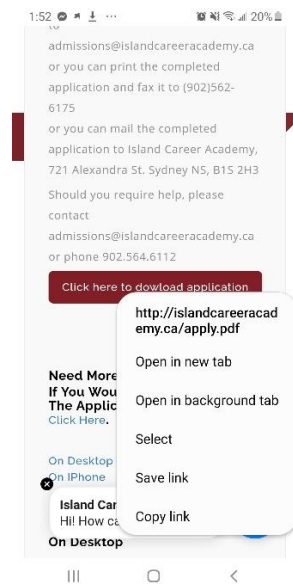 1:52 20%
to
admissions@islandcareeracademy.ca
or you can print the completed
application and fax it to (902)562-
6175
or you can mail the completed
application to Island Career Academy,
721 Alexandra St. Sydney NS, B1S 2H3
Should you require help, please
contact
admissions@islandcareeracademy.ca
or phone 902.564.6112
Click here to dowload application
http://islandcareeracad
emy.ca/apply.pdf
Open in new tab
Open in background tab
Select
Save link
Copy link
Need More
If You Wou
The Applic
Click Here.
On Desktop
On IPhone
Island Car
Hi! How ca
On Desktop